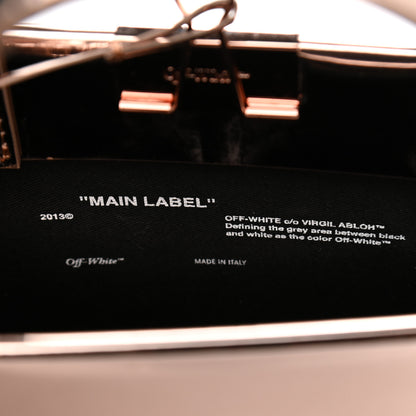 "MAIN LABEL"
2013©
OFF-WHITE c/o VIRGIL ABLOH™
Defining the grey area between black
and white as the color Off-White™
Off-White™
MADE IN ITALY